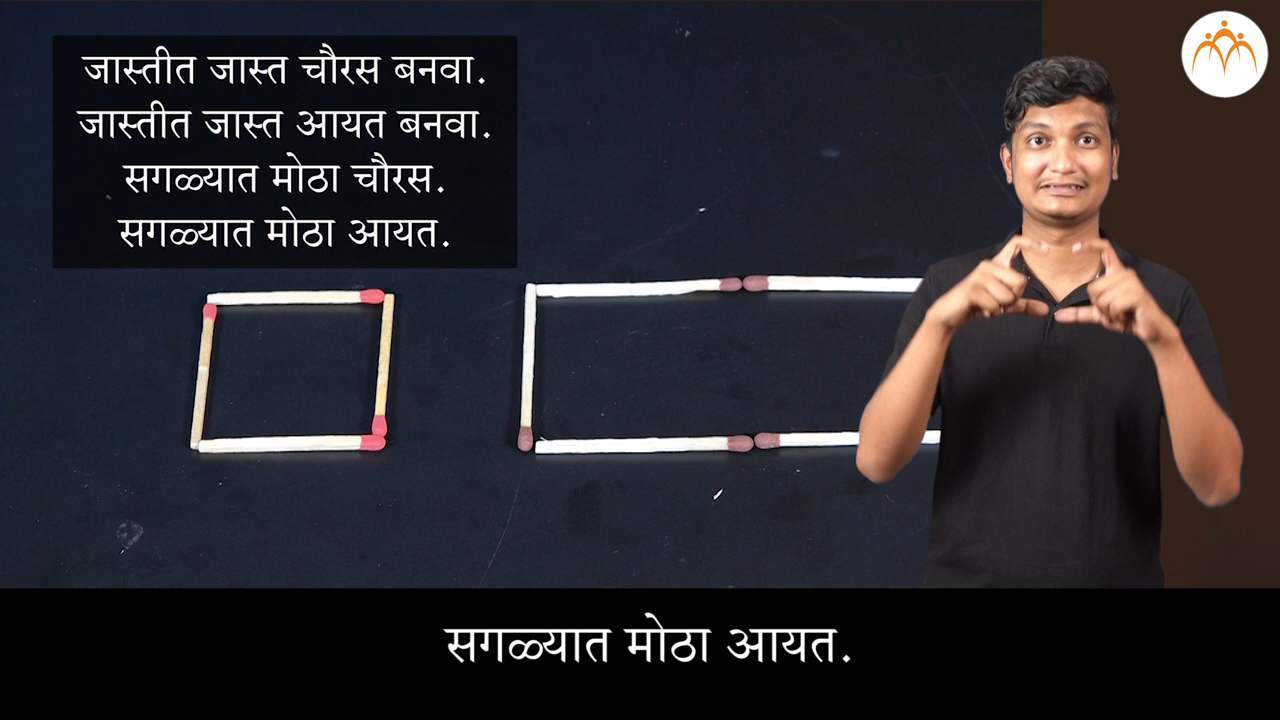 जास्तीत जास्त चौरस बनवा.
जास्तीत जास्त आयत बनवा.
सगळ्यात मोठा चौरस.
सगळ्यात मोठा आयत.
सगळ्यात मोठा आयत.